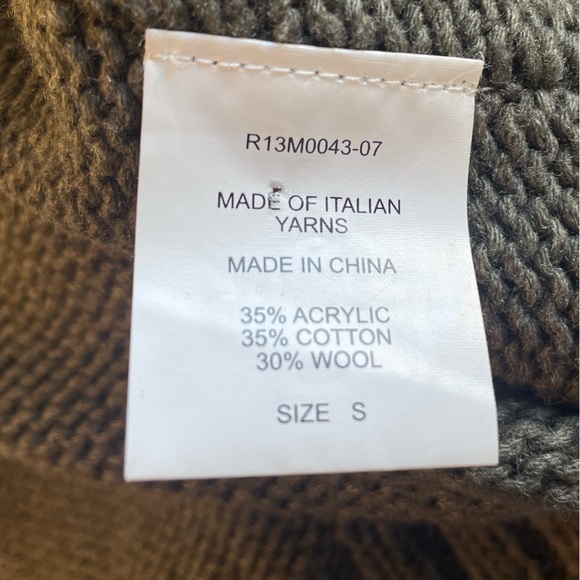 R13M0043-07
MADE OF ITALIAN
YARNS
MADE IN CHINA
35% ACRYLIC
35% COTTON
30% WOOL
SIZE S